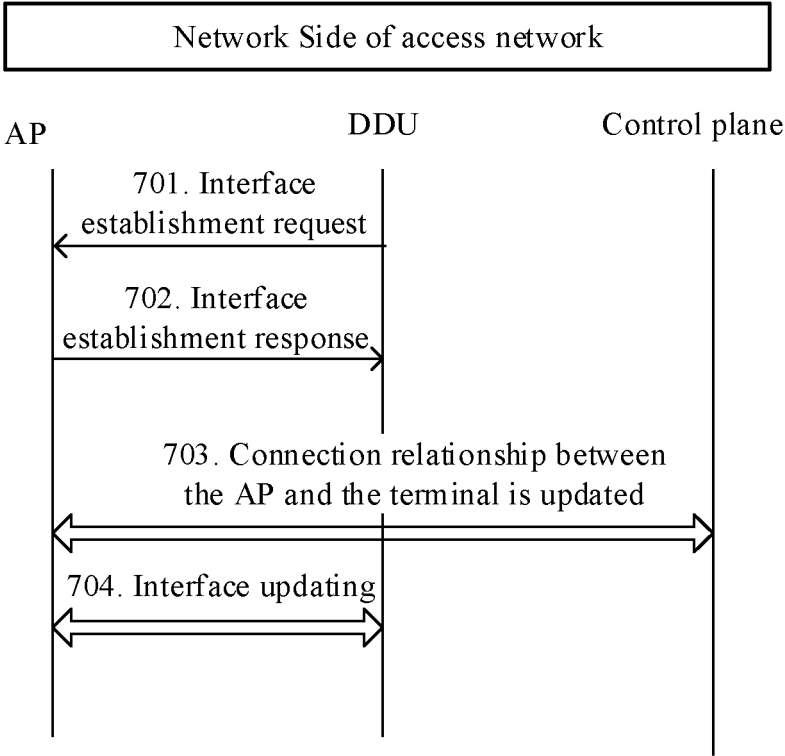 Network Side of access network
AP
DDU
Control plane
701. Interface
establishment request
702. Interface
establishment response
703. Connection relationship between
the AP and the terminal is updated
704. Interface updating